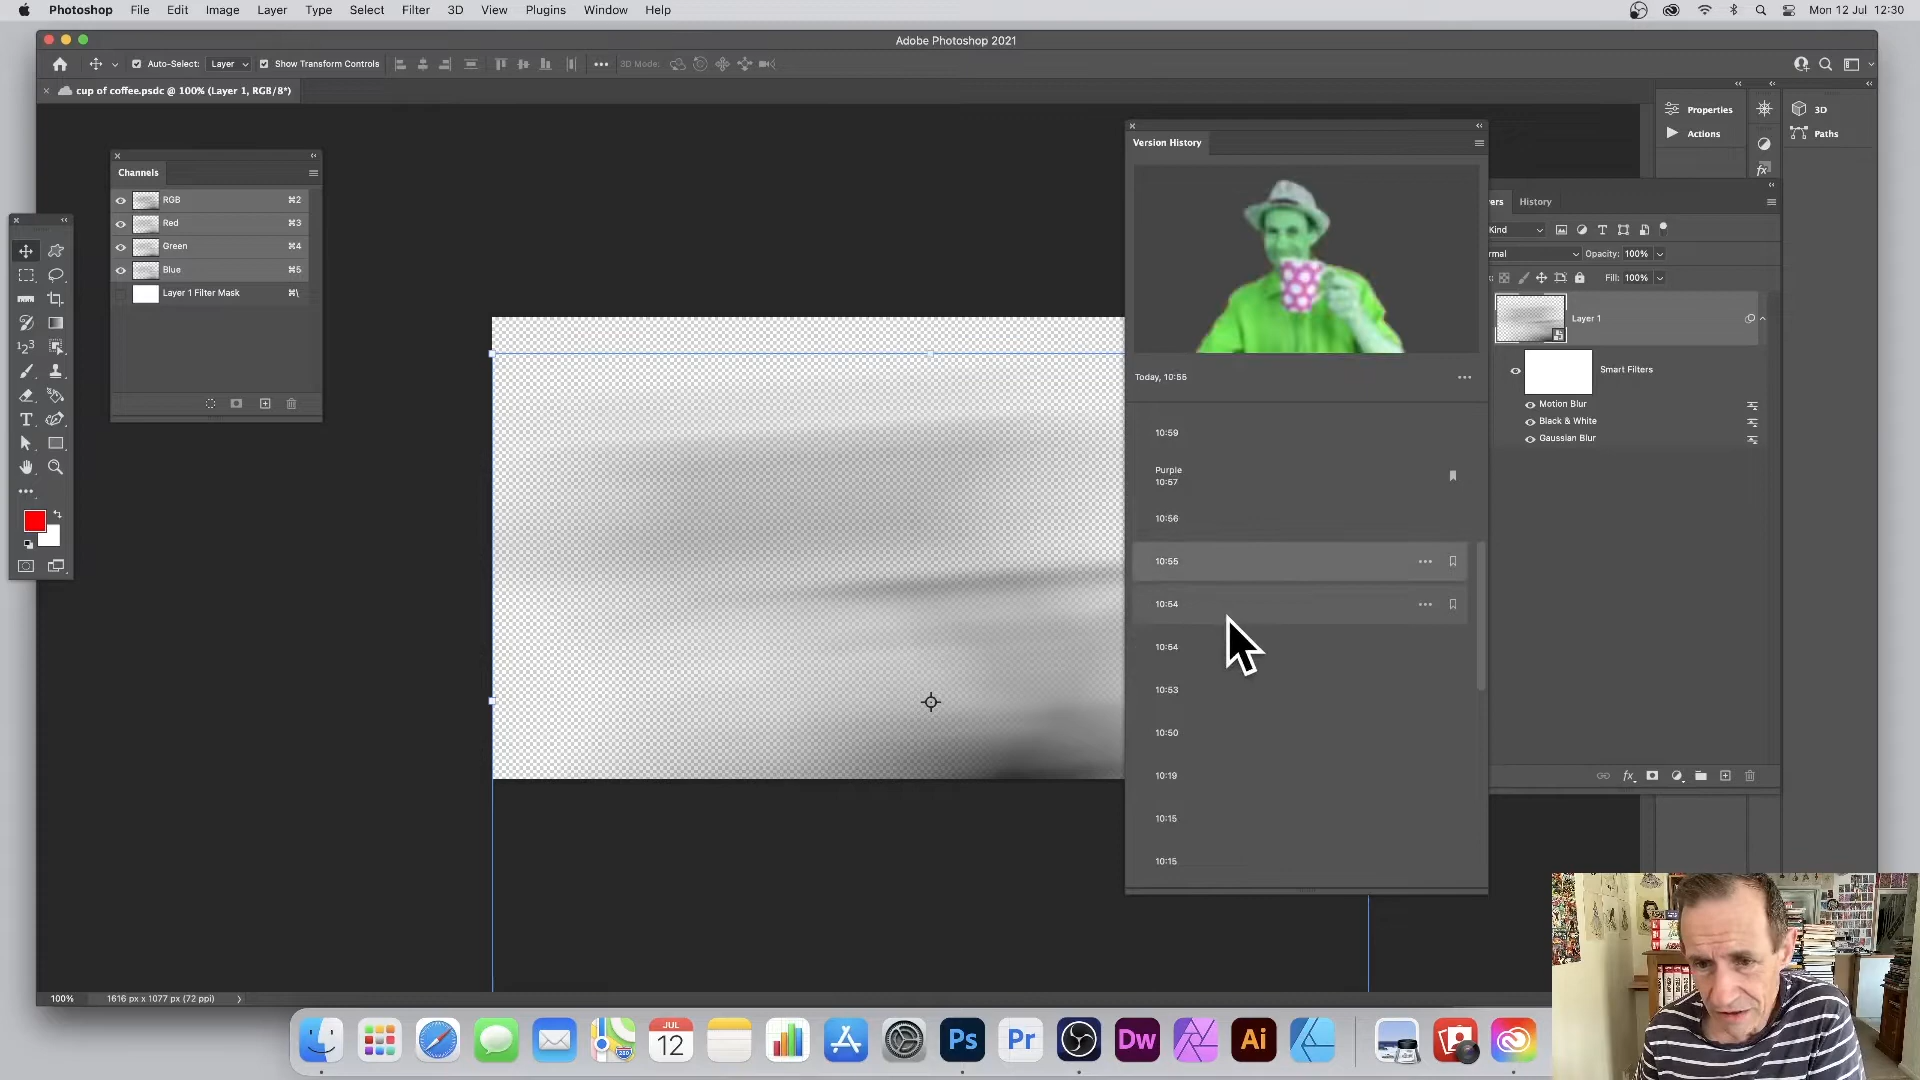 Photoshop File Edit Image Layer Type Select Filter 3D View Plugins Window Help Mon 12 Jul 12:30
Adobe Photoshop 2021
Auto-Select: Layer Show Transform Controls 3D Mode:
cup of coffee.psdc @ 100% (Layer 1, RGB/8*)
Channels
RGB ⌘2
Red ⌘3
Green ⌘4
Blue ⌘5
Layer 1 Filter Mask ⌘\
Version History
Today, 10:55
10:59
Purple
10:57
10:56
10:55
10:54
10:54
10:53
10:50
10:19
10:15
10:15
Properties
Actions
3D
Paths
ers History
Kind
rmal Opacity: 100%
Fill: 100%
Layer 1
Smart Filters
Motion Blur
Black & White
Gaussian Blur
fx
100% 1616 px x 1077 px (72 ppi)
JUL
12
Ps Pr Dw Ai